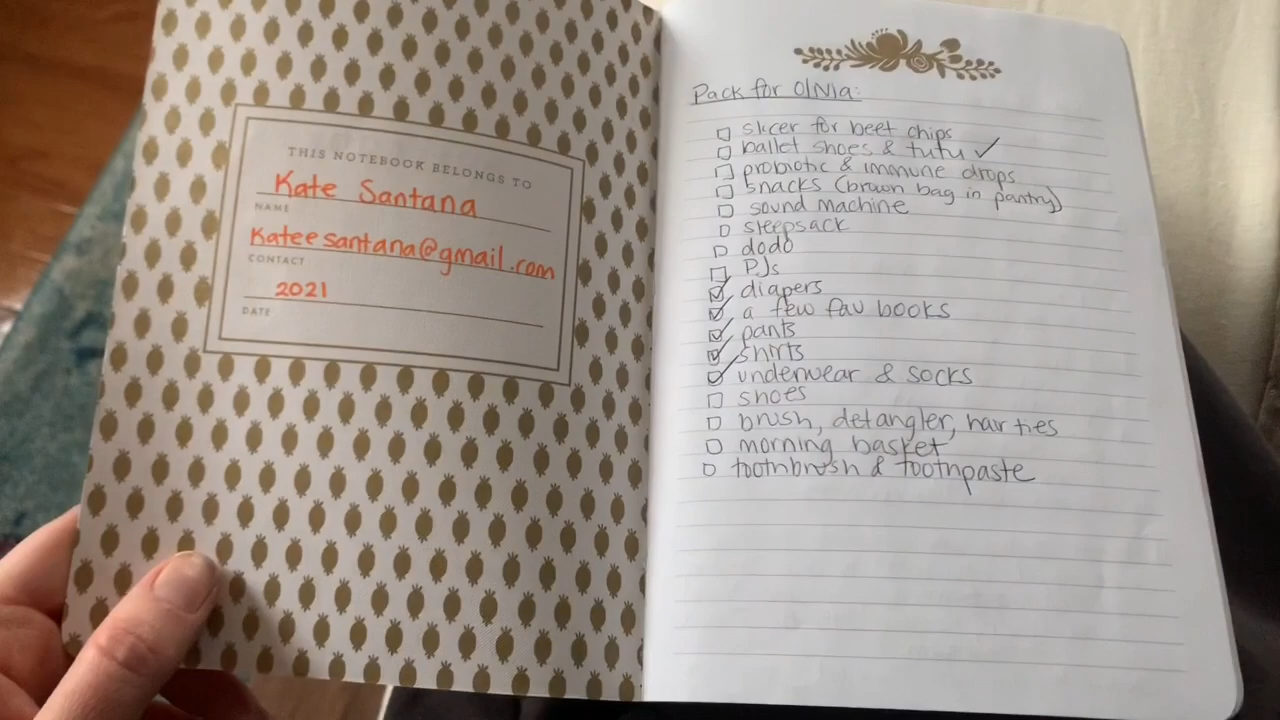 THIS NOTEBOOK BELONGS TO
Kate Santana
NAME
Kateesantana@gmail.com
CONTACT
2021
DATE
Pack for OlIVIa:
slicer for beet chips
ballet shoes & tutu ✓
probiotic & immune drops
snacks (brown bag in pantry)
sound machine
sleepsack
dodo
PJs
diapers
a few fav books
pants
shirts
underwear & socks
shoes
brush, detangler, hair ties
morning basket
toothbrush & toothpaste